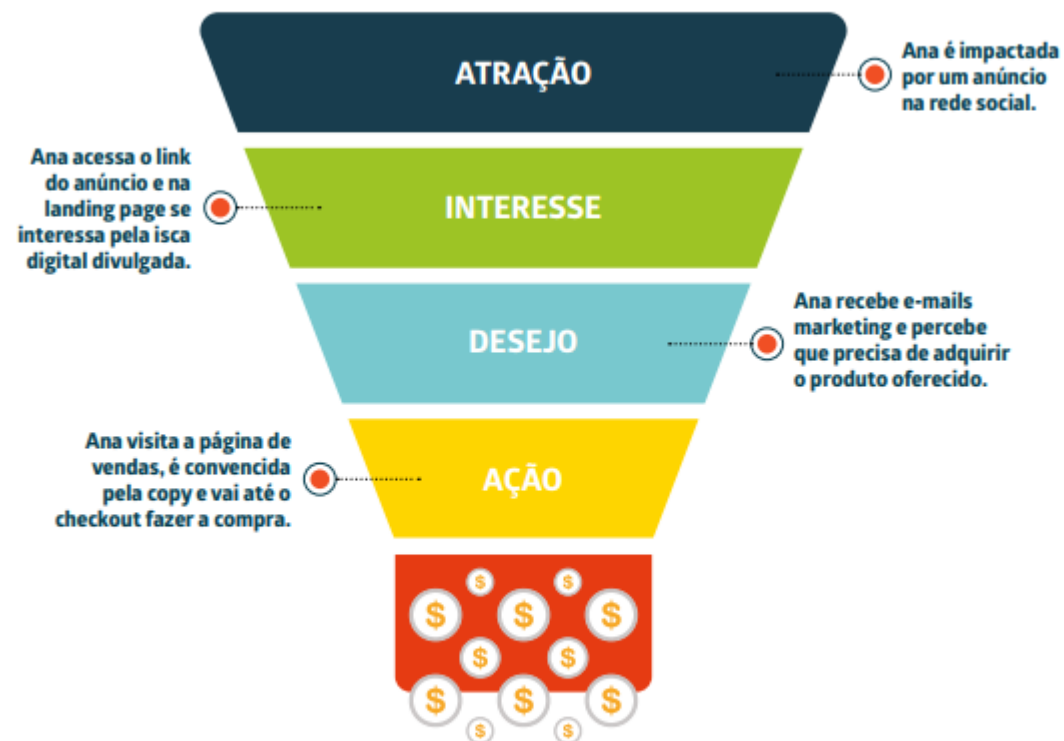 ATRAÇÃO
Ana é impactada
por um anúncio
na rede social.
Ana acessa o link
do anúncio e na
landing page se
interessa pela isca
digital divulgada.
INTERESSE
DESEJO
Ana recebe e-mails
marketing e percebe
que precisa de adquirir
o produto oferecido.
Ana visita a página de
vendas, é convencida
pela copy e vai até o
checkout fazer a compra.
AÇÃO
$ $
$ $ $
$ $
$ $ $
$ $